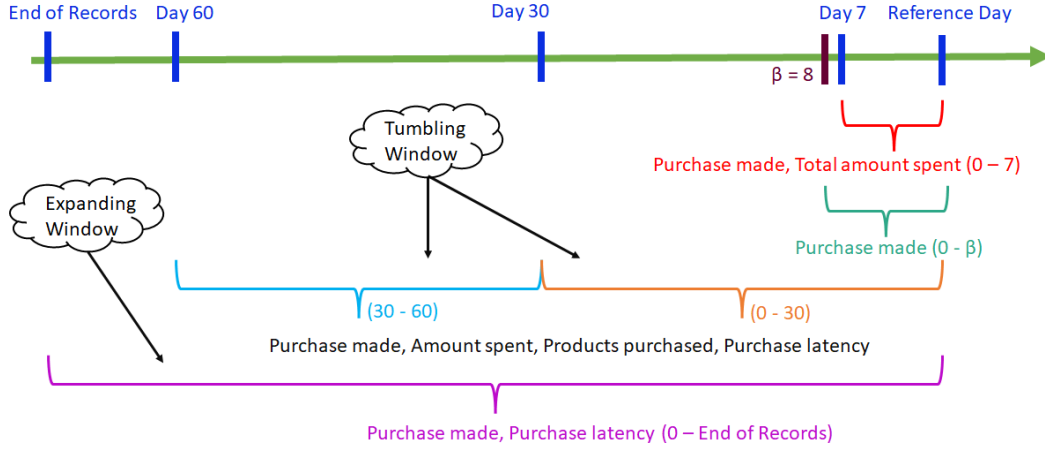 End of Records
Day 60
Day 30
Day 7
Reference Day
β = 8
Tumbling
Window
Purchase made, Total amount spent (0 – 7)
Expanding
Window
Purchase made (0 - β)
(30 - 60)
(0 - 30)
Purchase made, Amount spent, Products purchased, Purchase latency
Purchase made, Purchase latency (0 – End of Records)